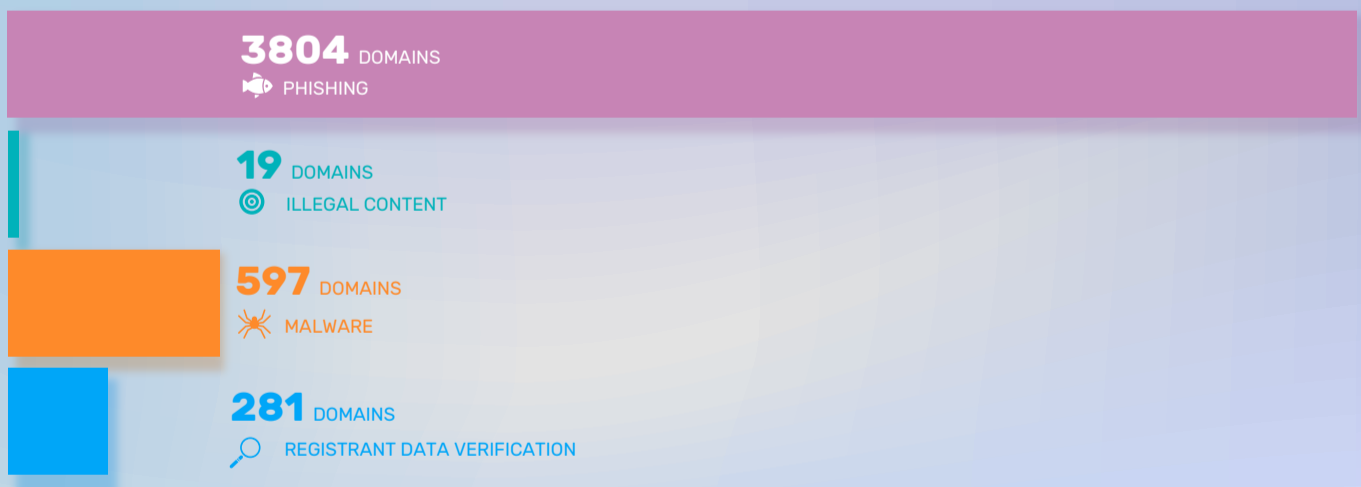 3804 DOMAINS
PHISHING
19 DOMAINS
ILLEGAL CONTENT
597 DOMAINS
MALWARE
281 DOMAINS
REGISTRANT DATA VERIFICATION